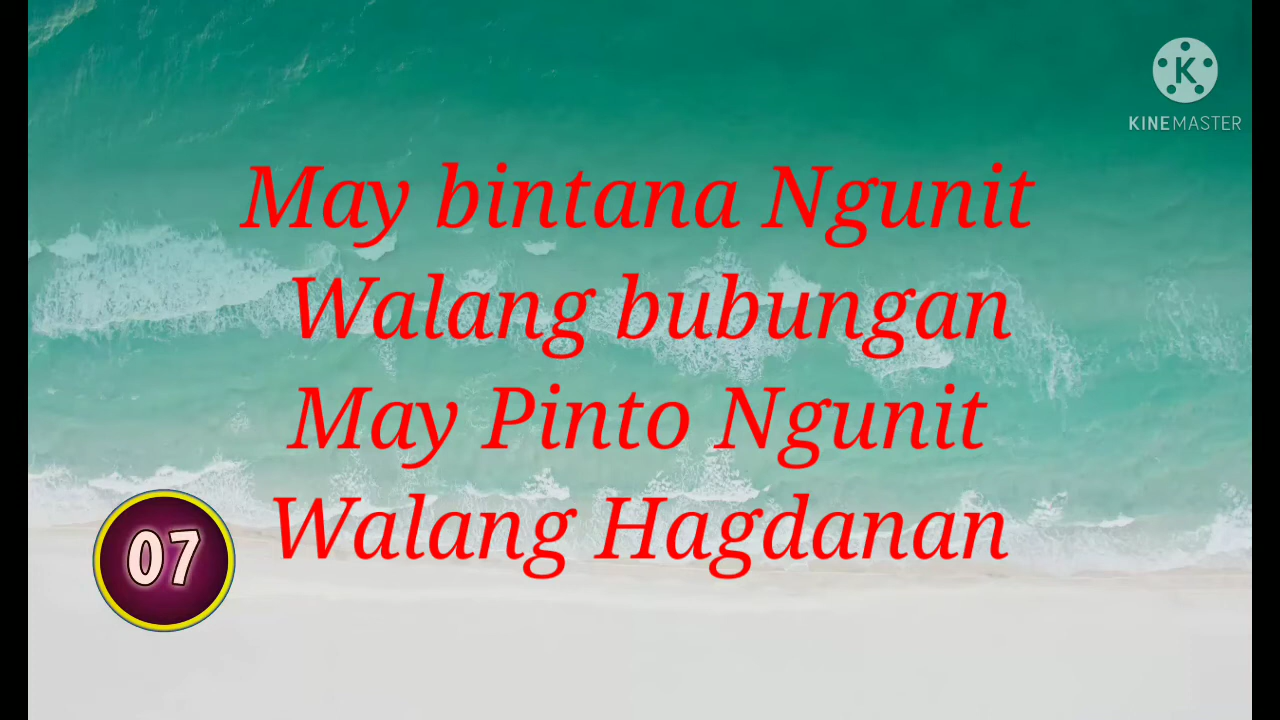 KINEMASTER
May bintana Ngunit
Walang bubungan
May Pinto Ngunit
Walang Hagdanan
07